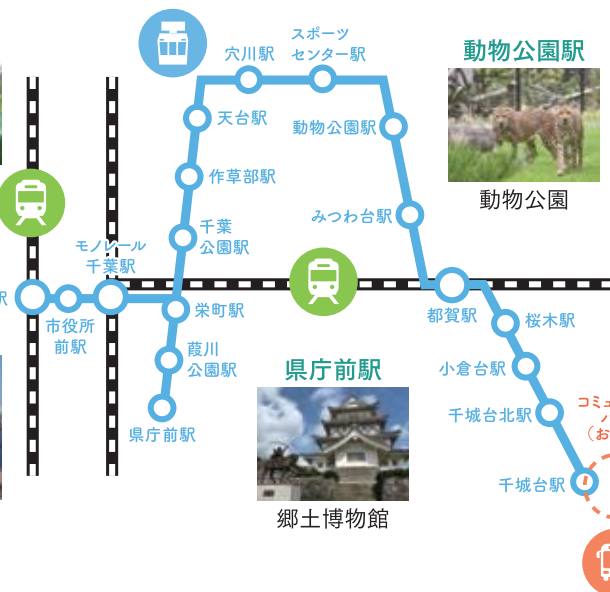 スポーツ
センター駅
穴川駅
動物公園駅
天台駅
動物公園駅
作草部駅
動物公園
千葉
公園駅
みつわ台駅
モノレール
千葉駅
駅
市役所
前駅
栄町駅
都賀駅
桜木駅
葭川
公園駅
県庁前駅
小倉台駅
県庁前駅
千城台北駅
コミュ
バ
(お
千城台駅
郷土博物館